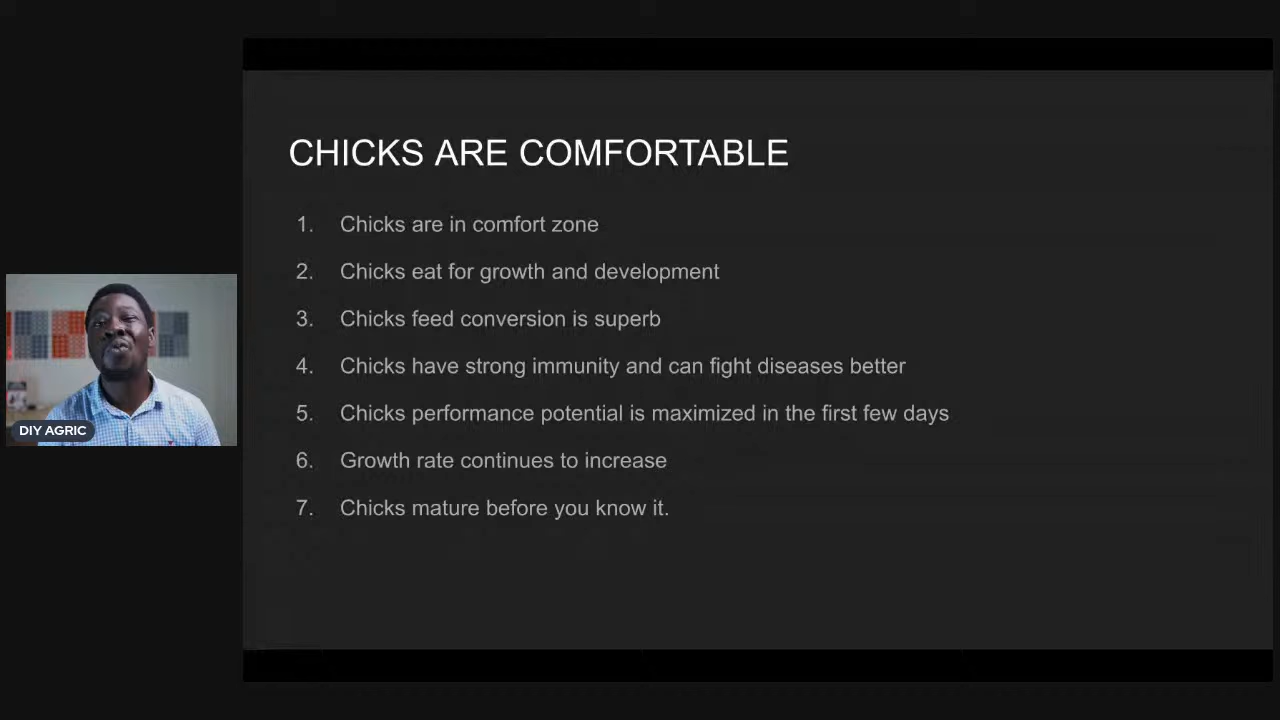 CHICKS ARE COMFORTABLE
1. Chicks are in comfort zone
2. Chicks eat for growth and development
3. Chicks feed conversion is superb
4. Chicks have strong immunity and can fight diseases better
5. Chicks performance potential is maximized in the first few days
6. Growth rate continues to increase
7. Chicks mature before you know it.
DIY AGRIC